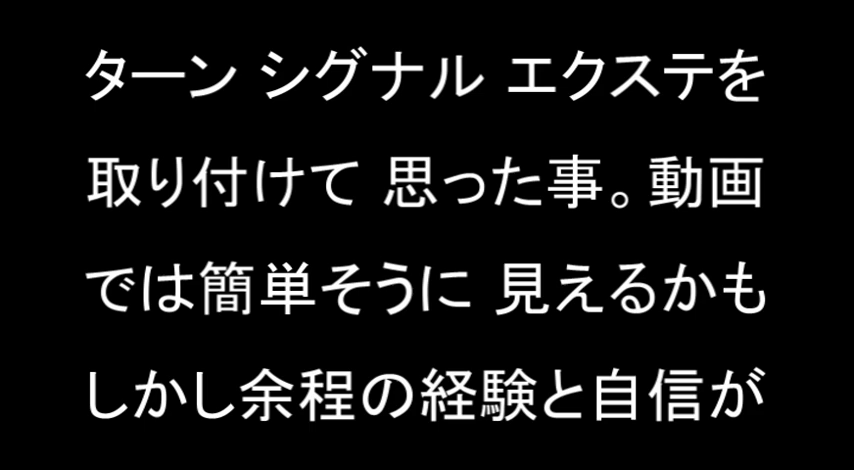 ターン シグナル エクステを
取り付けて 思った事。動画
では簡単そうに 見えるかも
しかし余程の経験と自信が